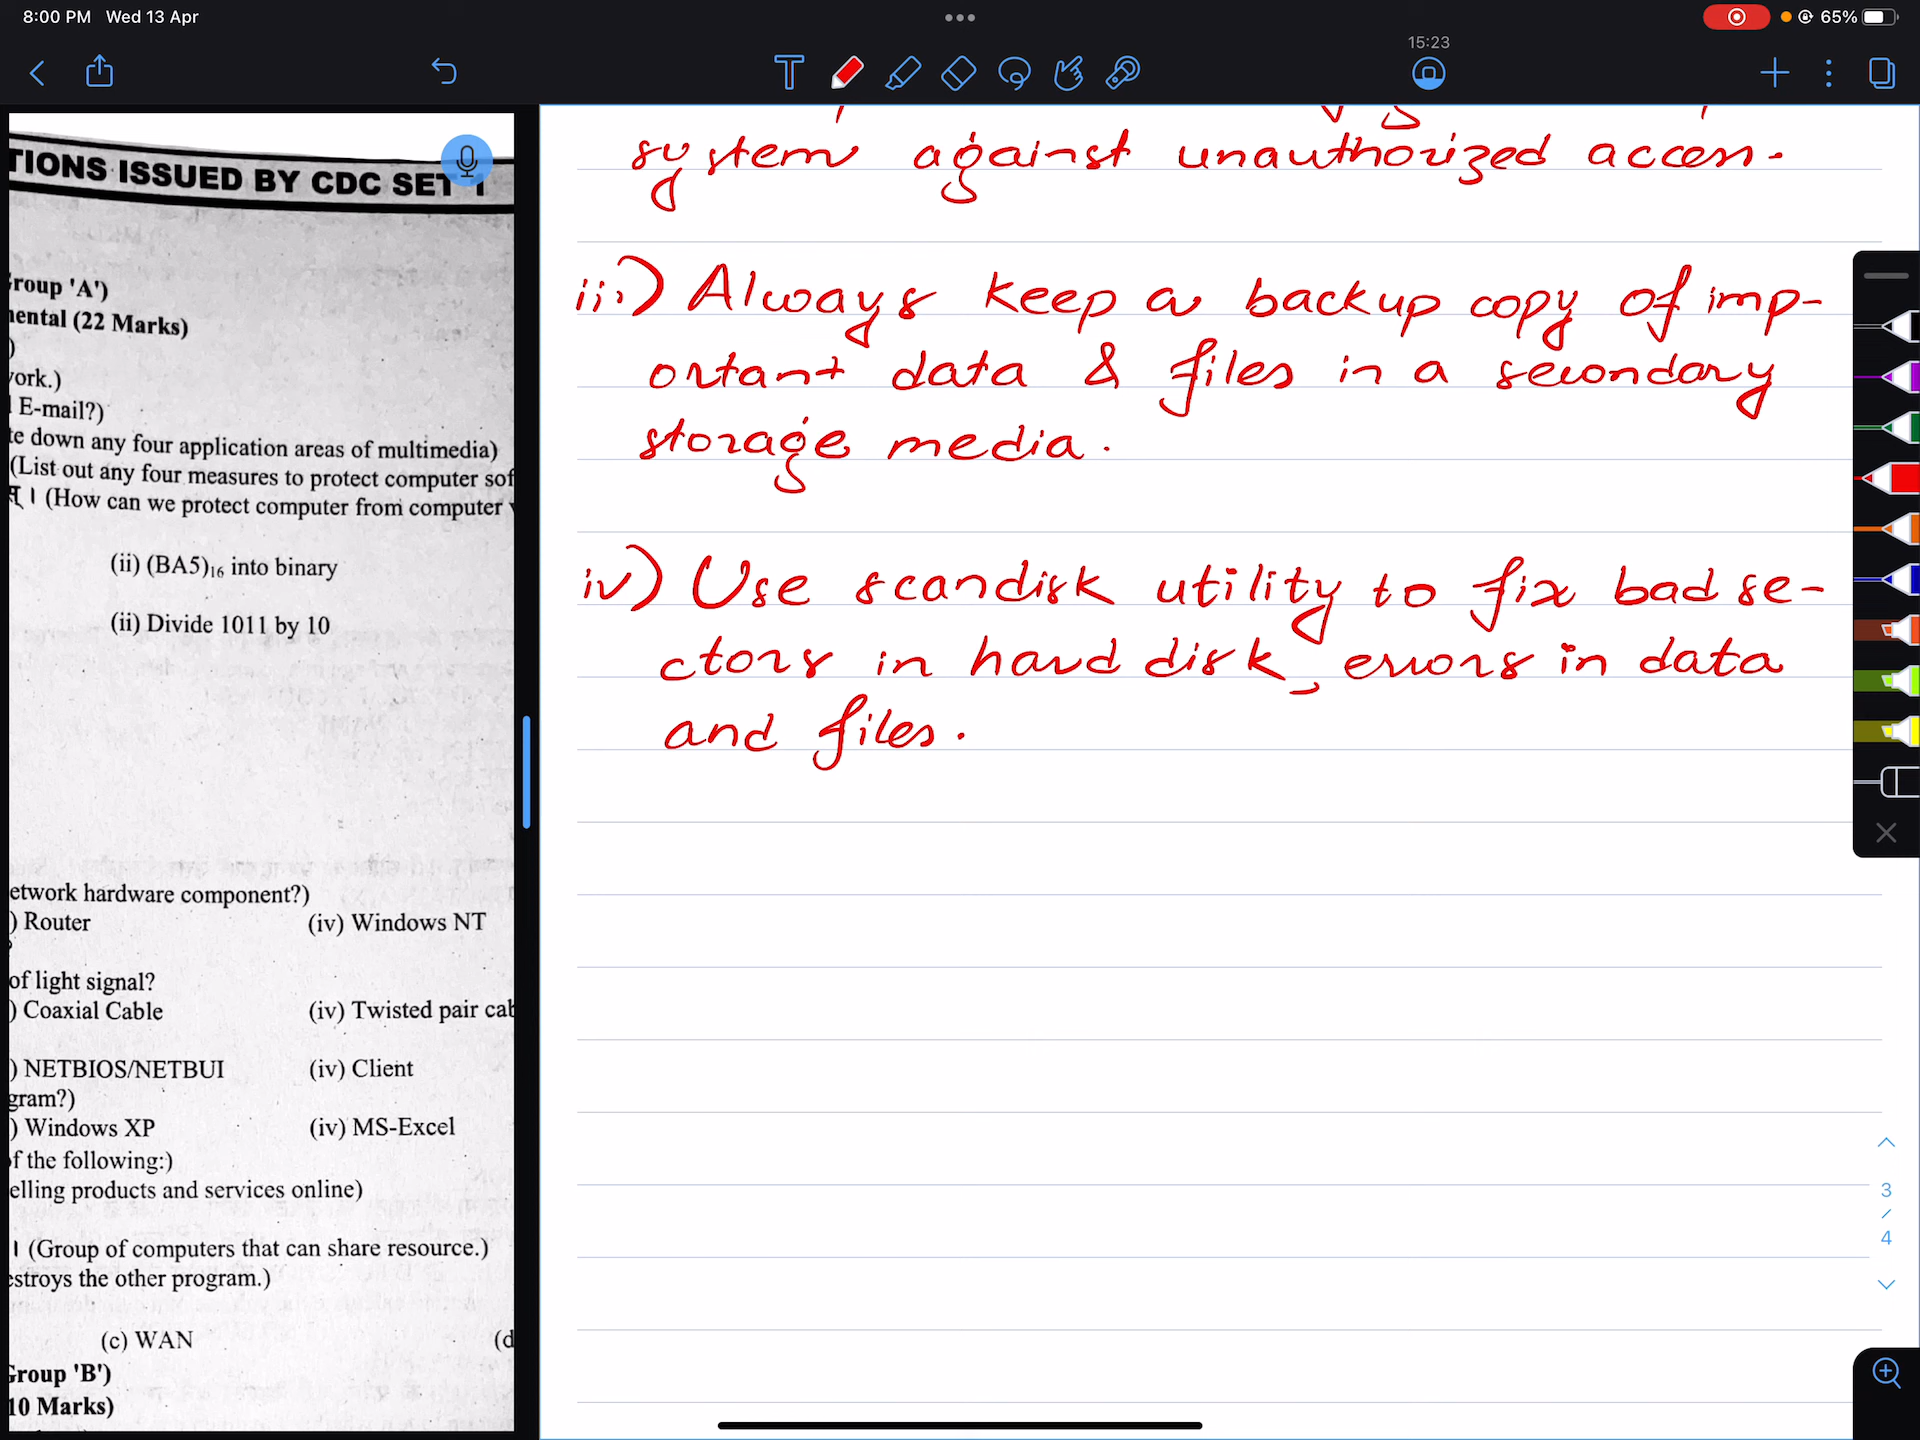 8:00 PM Wed 13 Apr
65%
15:23
TIONS ISSUED BY CDC SET 1
Group 'A')
nental (22 Marks)
)
ork.)
E-mail?)
te down any four application areas of multimedia)
(List out any four measures to protect computer sof
। (How can we protect computer from computer
(ii) (BA5)₁₆ into binary
(ii) Divide 1011 by 10
etwork hardware component?)
) Router (iv) Windows NT
of light signal?
) Coaxial Cable (iv) Twisted pair cab
) NETBIOS/NETBUI (iv) Client
gram?)
) Windows XP (iv) MS-Excel
of the following:)
elling products and services online)
। (Group of computers that can share resource.)
estroys the other program.)
(c) WAN (d
Group 'B')
10 Marks)
system against unauthorized access.
iii) Always keep a backup copy of imp-
ortant data & files in a secondary
storage media.
iv) Use scandisk utility to fix bad se-
ctors in hard disk, errors in data
and files.
3
/
4